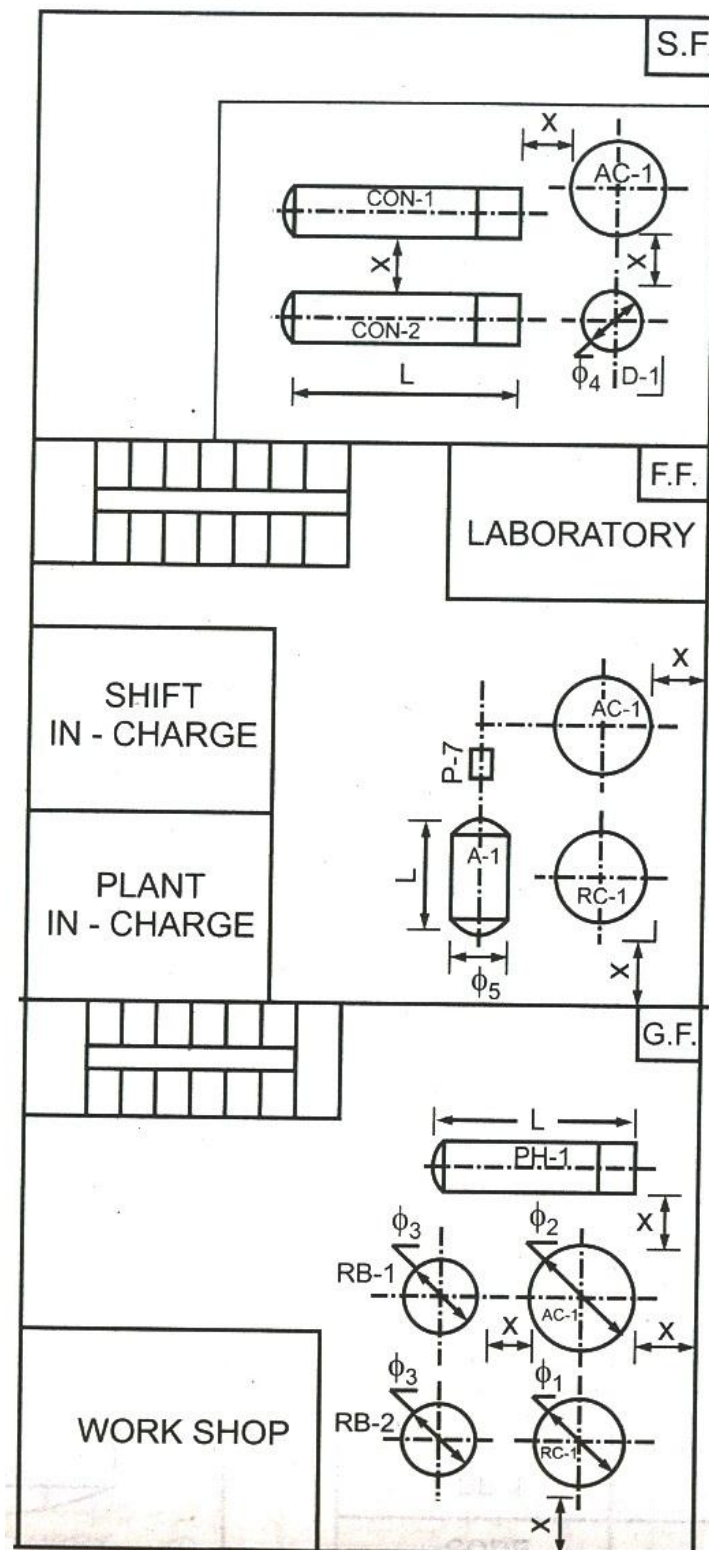 S.F.
X
AC-1
CON-1
X
X
CON-2
L
ϕ4
D-1
F.F.
LABORATORY
SHIFT
IN - CHARGE
X
AC-1
P-7
A-1
L
RC-1
PLANT
IN - CHARGE
ϕ5
X
G.F.
L
PH-1
X
ϕ3
ϕ2
RB-1
AC-1
X
X
ϕ3
ϕ1
RB-2
RC-1
WORK SHOP
X